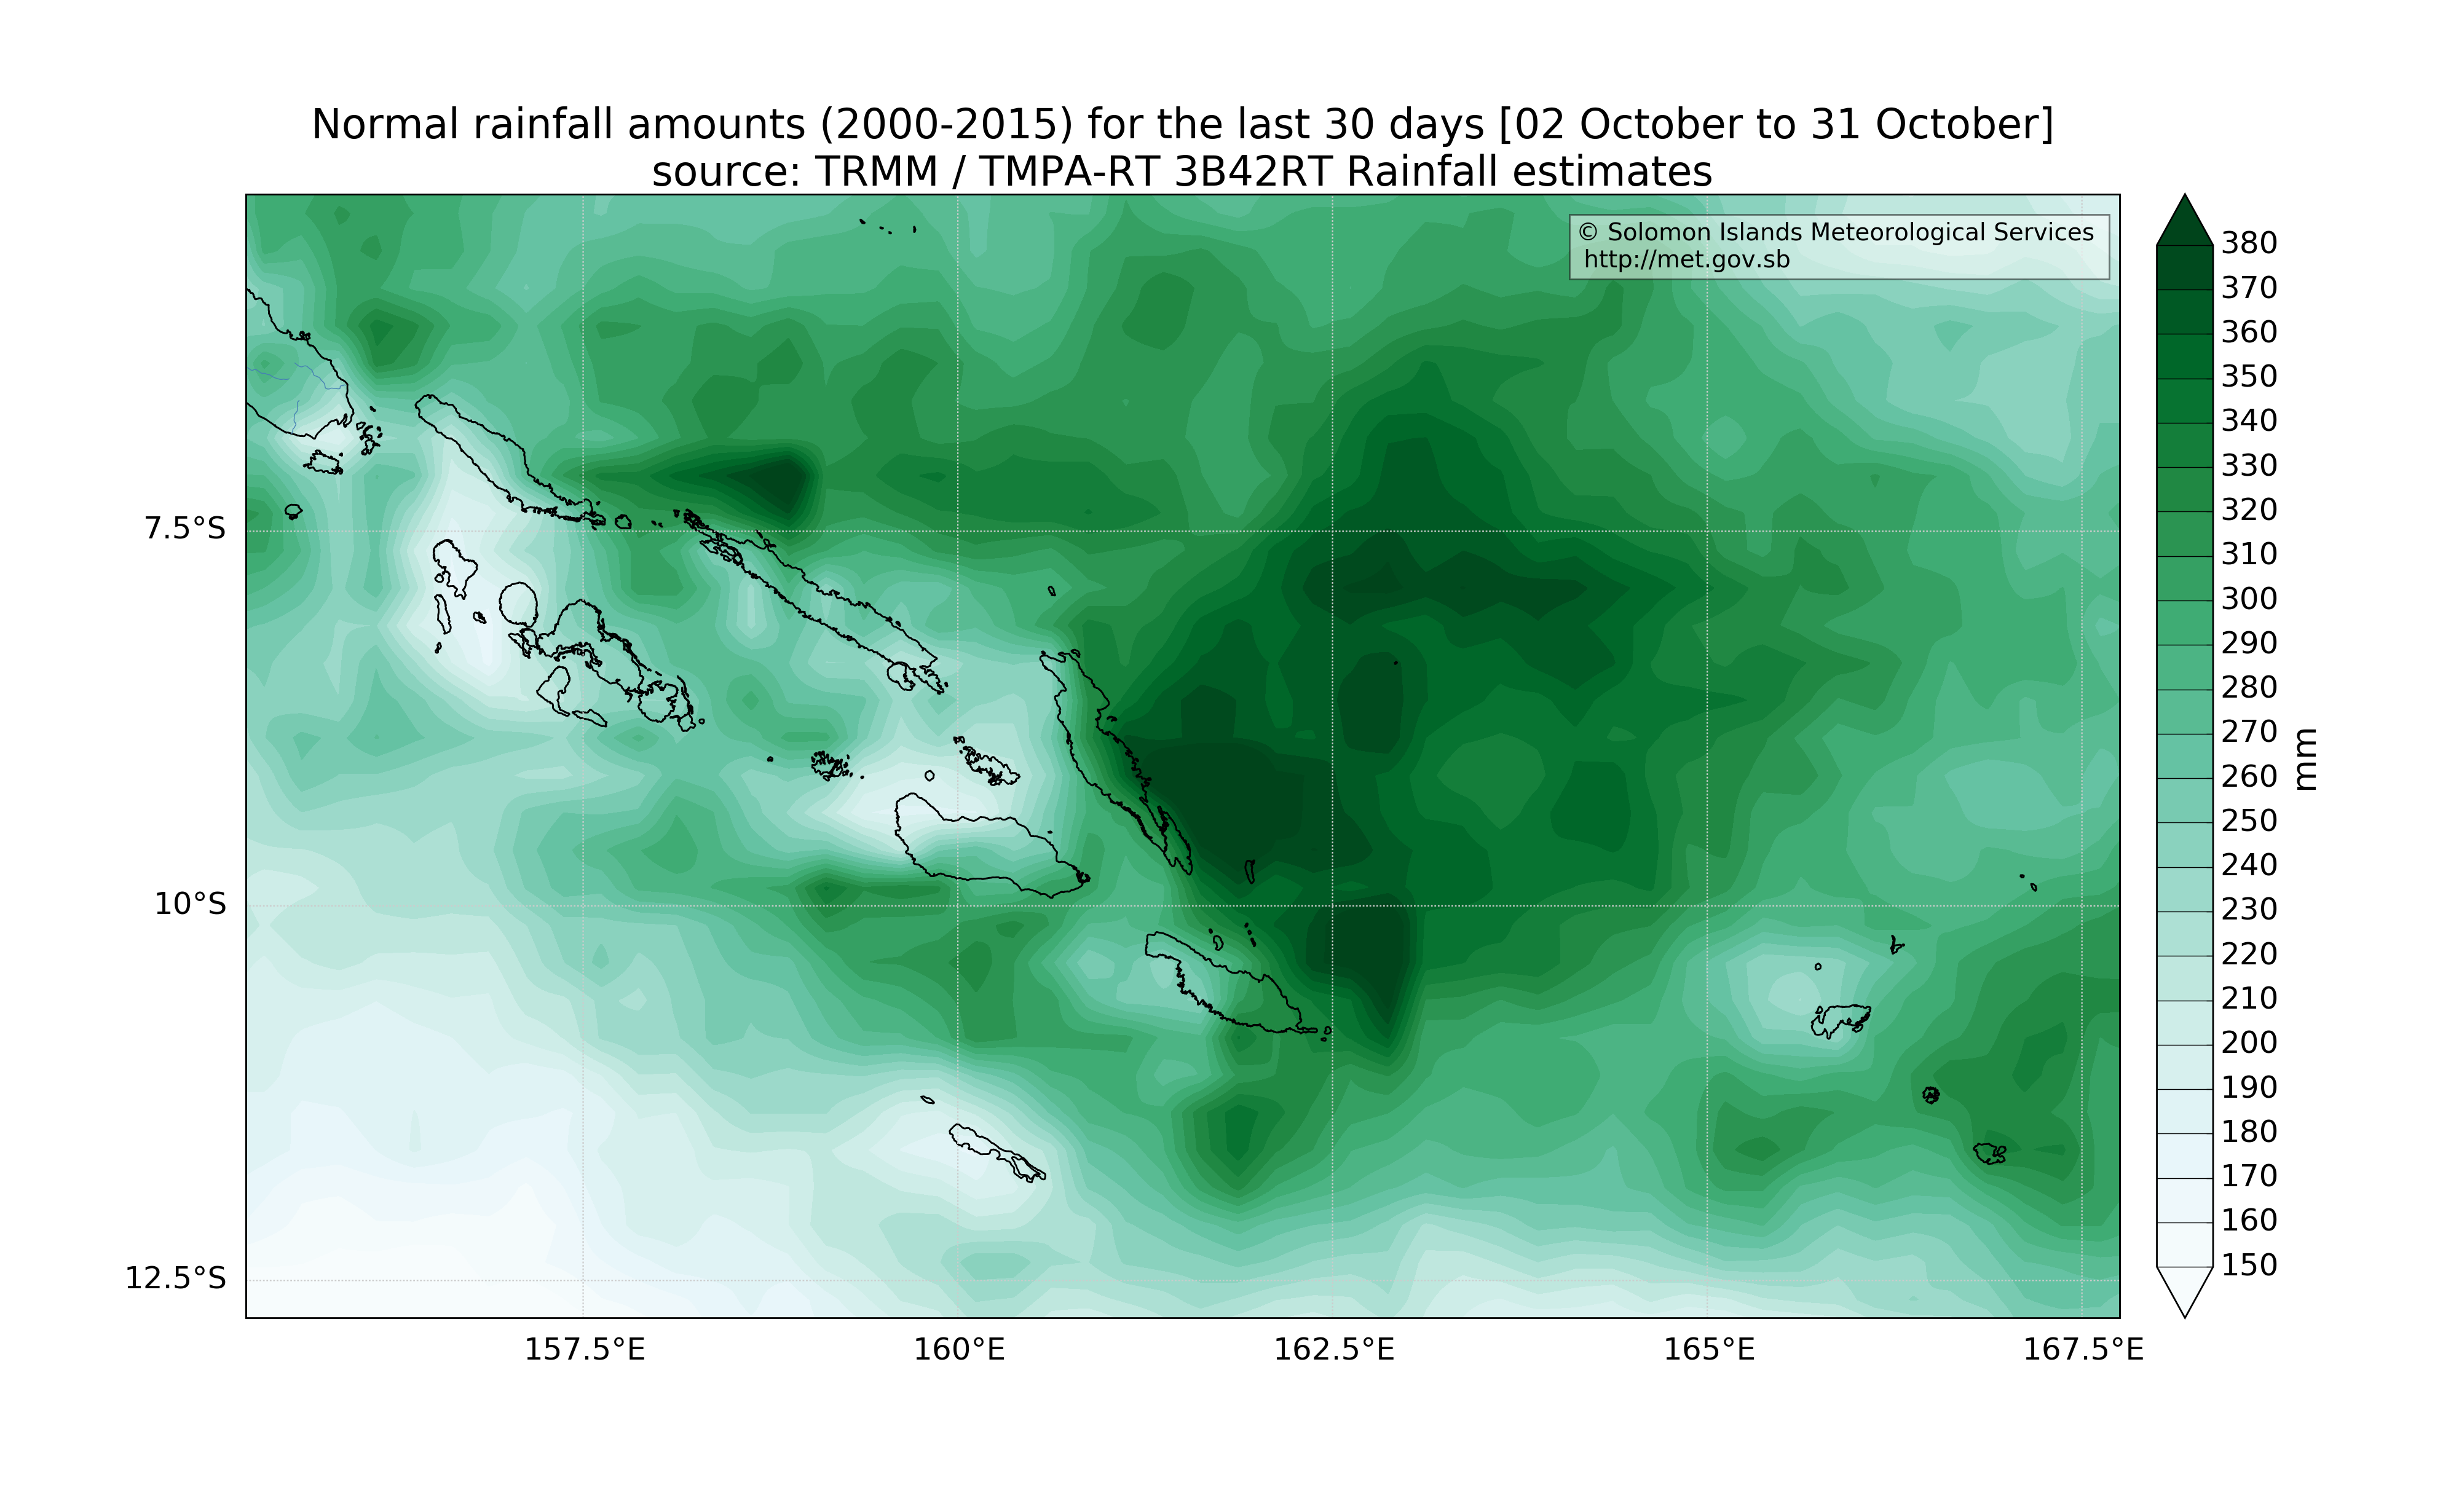 Normal rainfall amounts (2000-2015) for the last 30 days [02 October to 31 October]
source: TRMM / TMPA-RT 3B42RT Rainfall estimates
© Solomon Islands Meteorological Services
http://met.gov.sb
7.5°S
10°S
12.5°S
157.5°E
160°E
162.5°E
165°E
167.5°E
380
370
360
350
340
330
320
310
300
290
280
270
260
250
240
230
220
210
200
190
180
170
160
150
mm